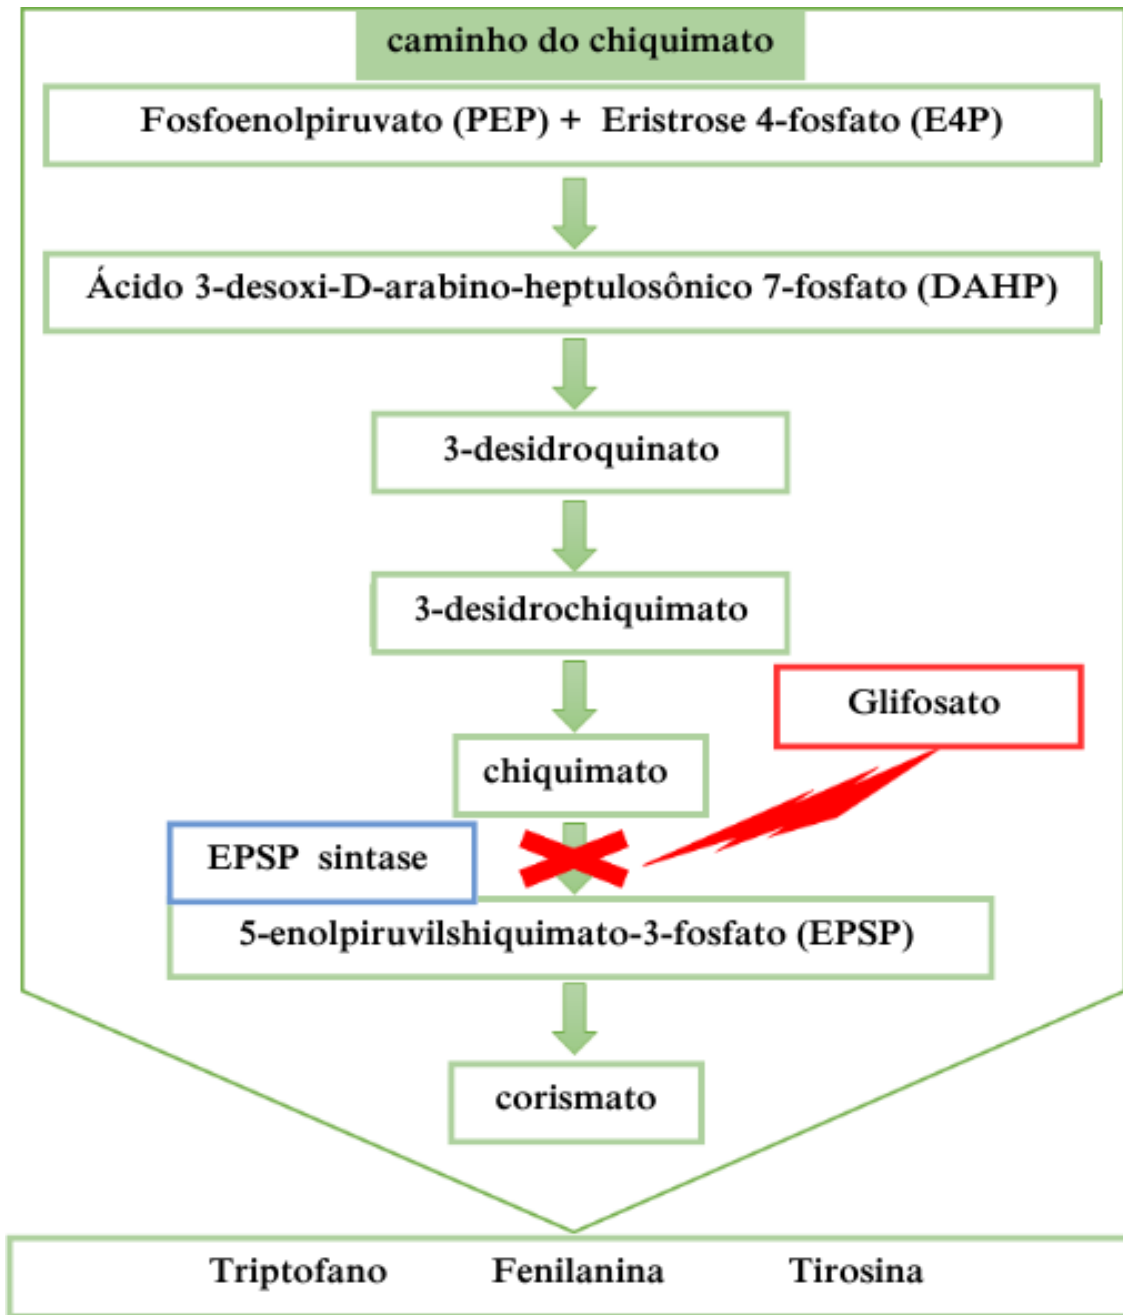 caminho do chiquimato
Fosfoenolpiruvato (PEP) + Eristrose 4-fosfato (E4P)
Ácido 3-desoxi-D-arabino-heptulosônico 7-fosfato (DAHP)
3-desidroquinato
3-desidrochiquimato
Glifosato
chiquimato
EPSP sintase
5-enolpiruvilshiquimato-3-fosfato (EPSP)
corismato
Triptofano Fenilanina Tirosina